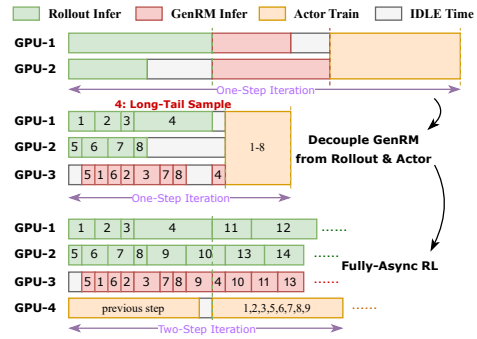 Rollout Infer GenRM Infer Actor Train IDLE Time
GPU-1
GPU-2
One-Step Iteration
4: Long-Tail Sample
GPU-1 1 2 3 4
GPU-2 5 6 7 8
GPU-3 5 1 6 2 3 7 8 4
1-8
One-Step Iteration
Decouple GenRM
from Rollout & Actor
GPU-1 1 2 3 4 11 12 ......
GPU-2 5 6 7 8 9 10 13 14 ......
Fully-Async RL
GPU-3 5 1 6 2 3 7 8 9 4 10 11 13 ......
GPU-4 previous step 1,2,3,5,6,7,8,9 ......
Two-Step Iteration